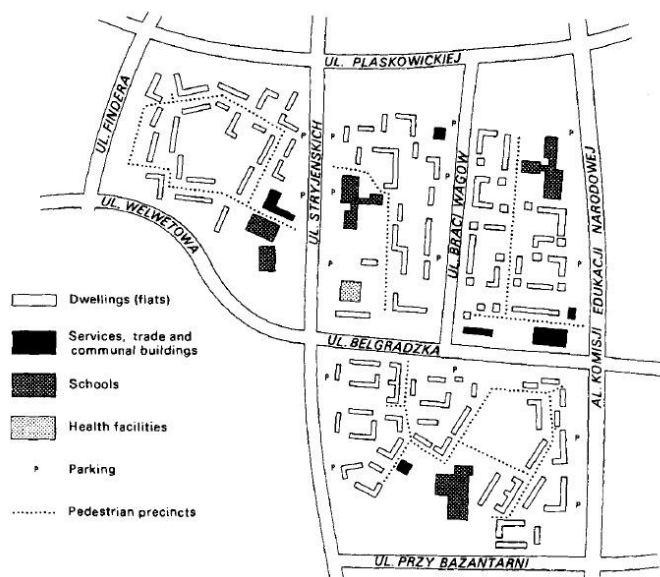 UL. PLASKOWICKIEJ
UL. FINDERA
UL. STRYJEŃSKICH
UL. BRACI WAGÓW
AL. KOMISJI EDUKACJI NARODOWEJ
UL. WELWETOWA
P
P
P
P
P
P
P
P
UL. BELGRADZKA
P
P
P
P
P
P
Dwellings (flats)
Services, trade and
communal buildings
Schools
Health facilities
P Parking
Pedestrian precincts
UL. PRZY BAŻANTARNI